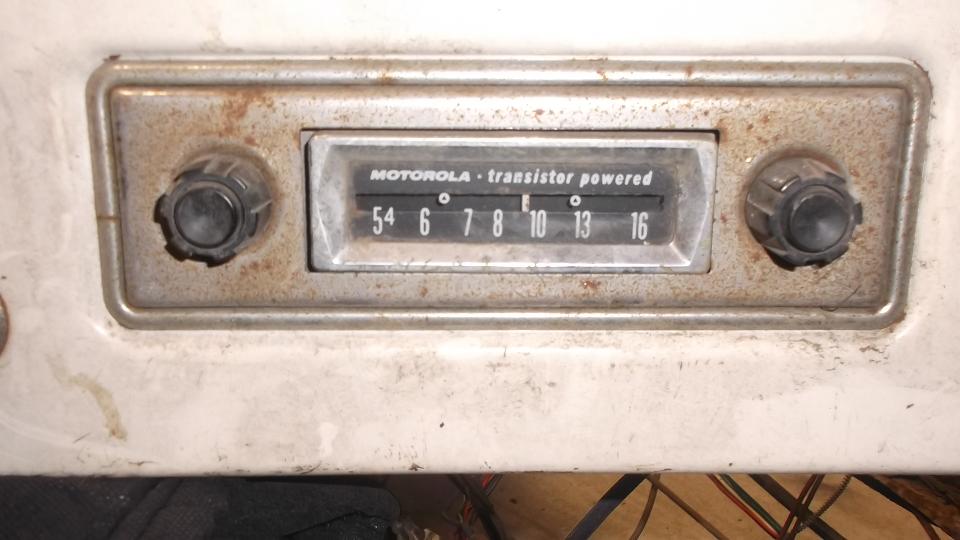 MOTOROLA · transistor powered
54 6 7 8 10 13 16